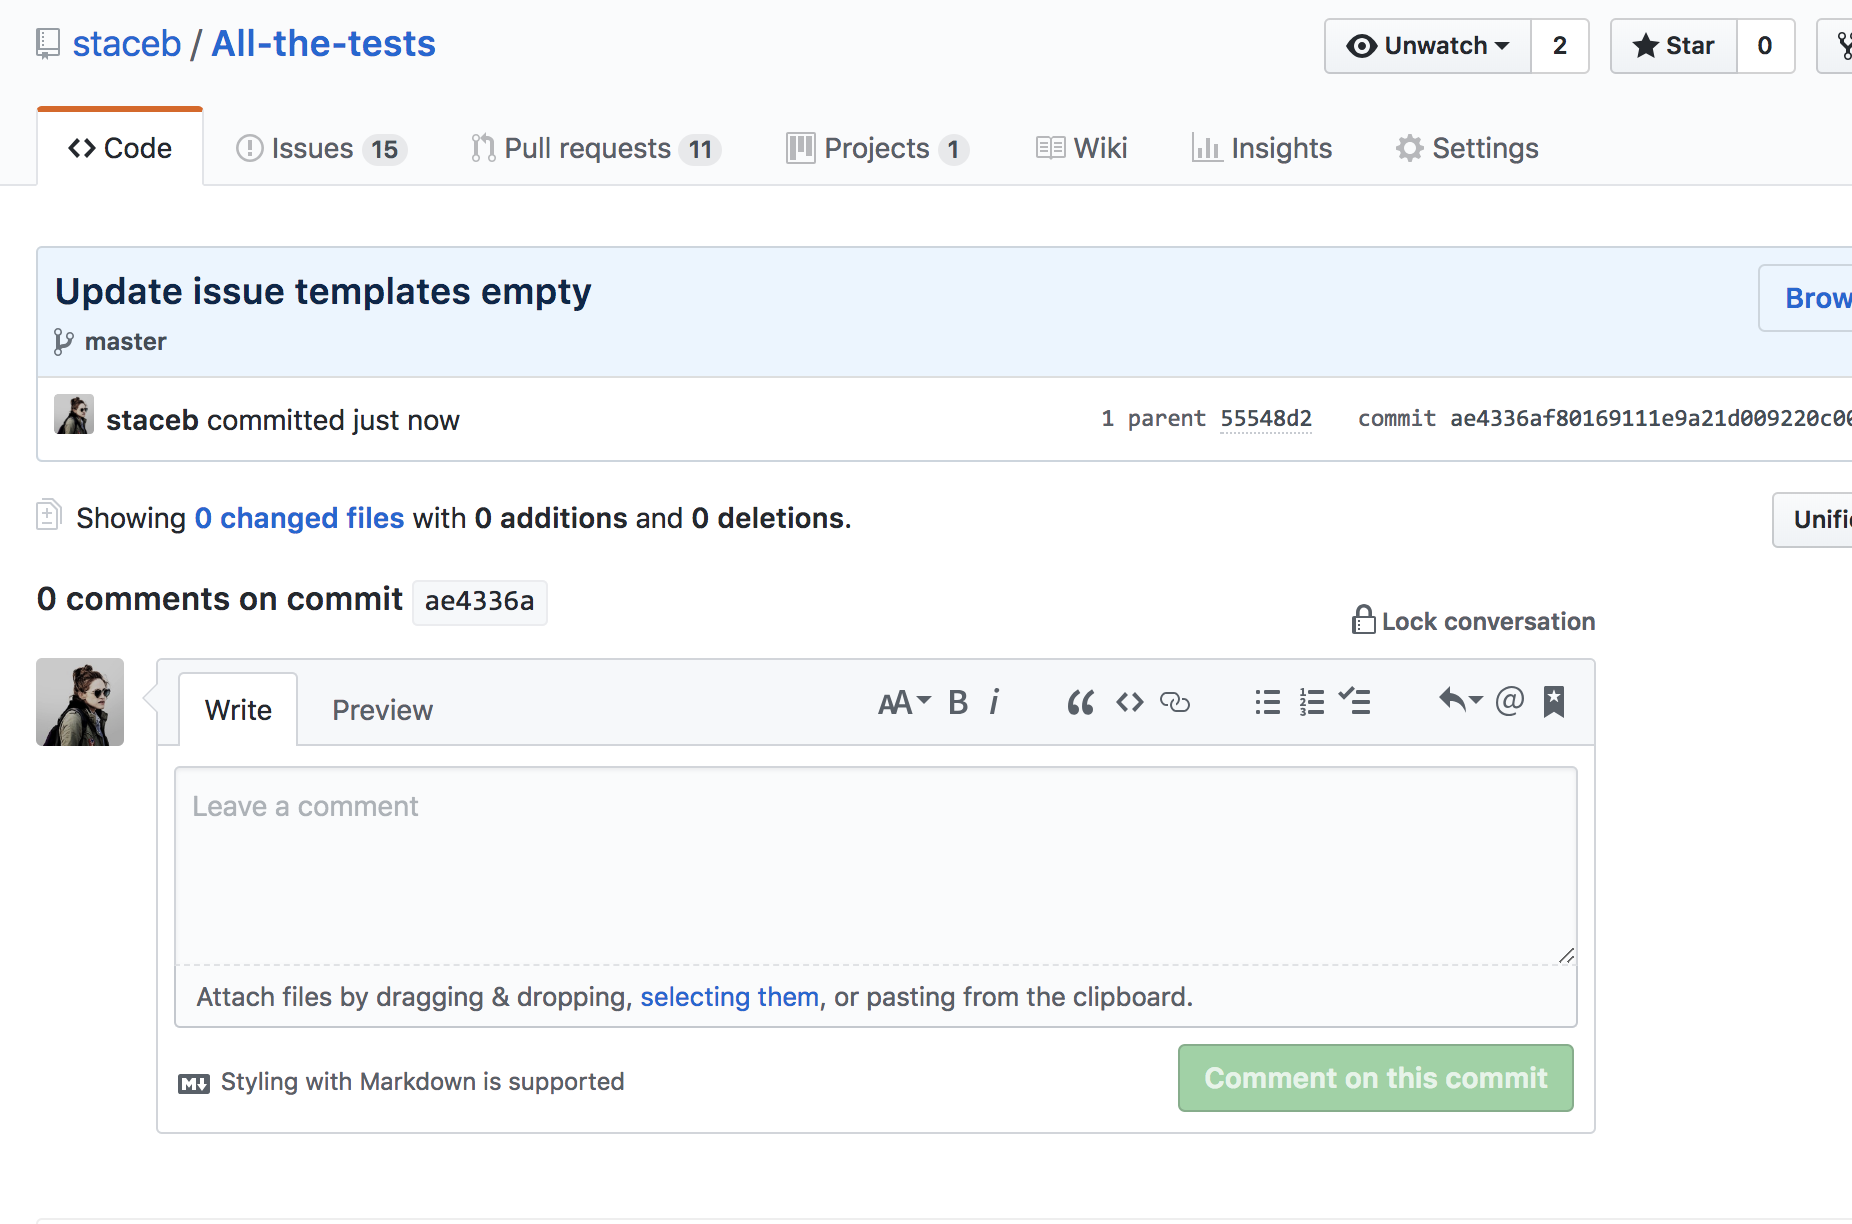 staceb / All-the-tests
Unwatch 2
Star 0
Code
Issues 15
Pull requests 11
Projects 1
Wiki
Insights
Settings
Update issue templates empty
Brow
master
staceb committed just now
1 parent 55548d2 commit ae4336af80169111e9a21d009220c00
Showing 0 changed files with 0 additions and 0 deletions.
Unifi
0 comments on commit ae4336a
Lock conversation
Write
Preview
AA B i
@
Leave a comment
Attach files by dragging & dropping, selecting them, or pasting from the clipboard.
Styling with Markdown is supported
Comment on this commit